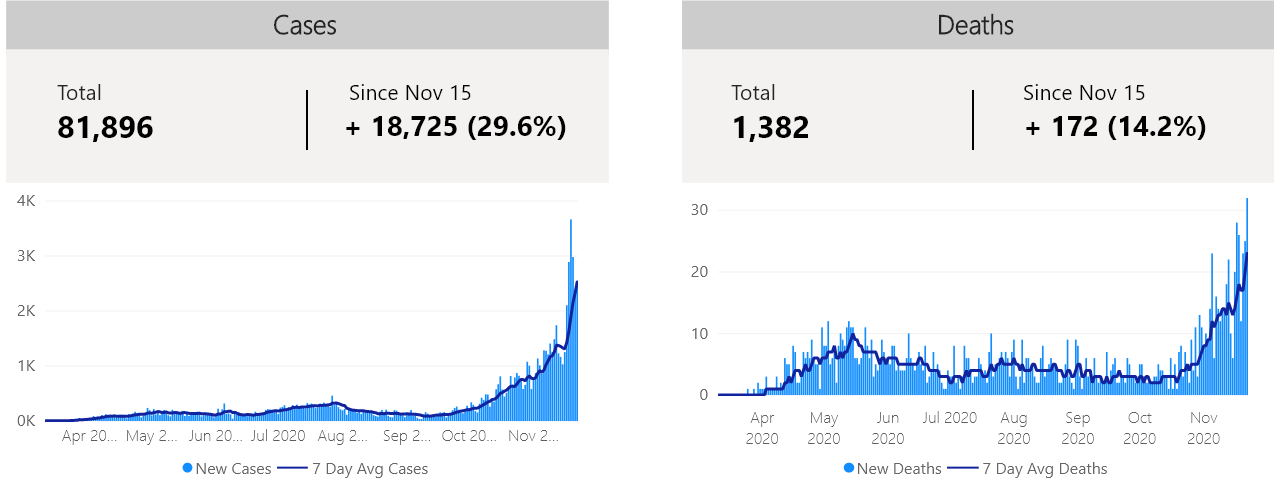 Cases
Total
81,896
Since Nov 15
+ 18,725 (29.6%)
4K
3K
2K
1K
0K
Apr 20... May 2... Jun 20... Jul 2020 Aug 2... Sep 2... Oct 20... Nov 2...
New Cases 7 Day Avg Cases
Deaths
Total
1,382
Since Nov 15
+ 172 (14.2%)
30
20
10
0
Apr May Jun Jul 2020 Aug Sep Oct Nov
2020 2020 2020 2020 2020 2020 2020
New Deaths 7 Day Avg Deaths